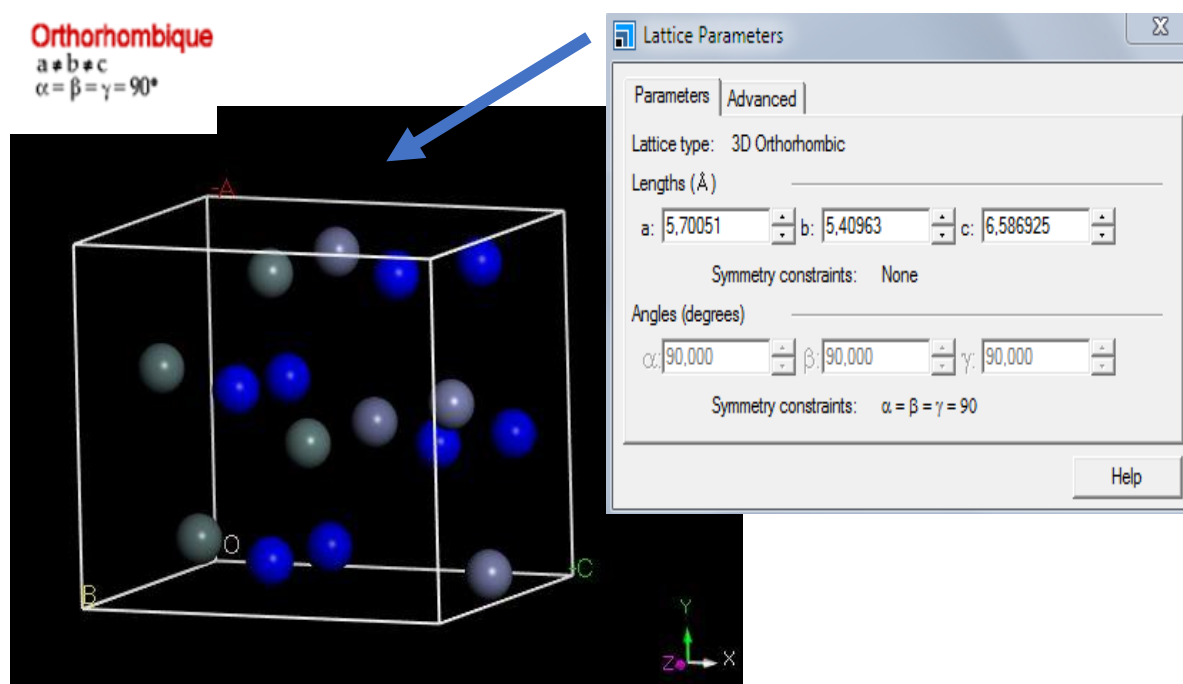 Orthorhombique
a ≠ b ≠ c
α = β = γ = 90°
Lattice Parameters
Parameters Advanced
Lattice type: 3D Orthorhombic
Lengths (Å)
a: 5,70051 b: 5,40963 c: 6,586925
Symmetry constraints: None
Angles (degrees)
α: 90,000 β: 90,000 γ: 90,000
Symmetry constraints: α = β = γ = 90
Help
A
O
B
C
Y
Z X